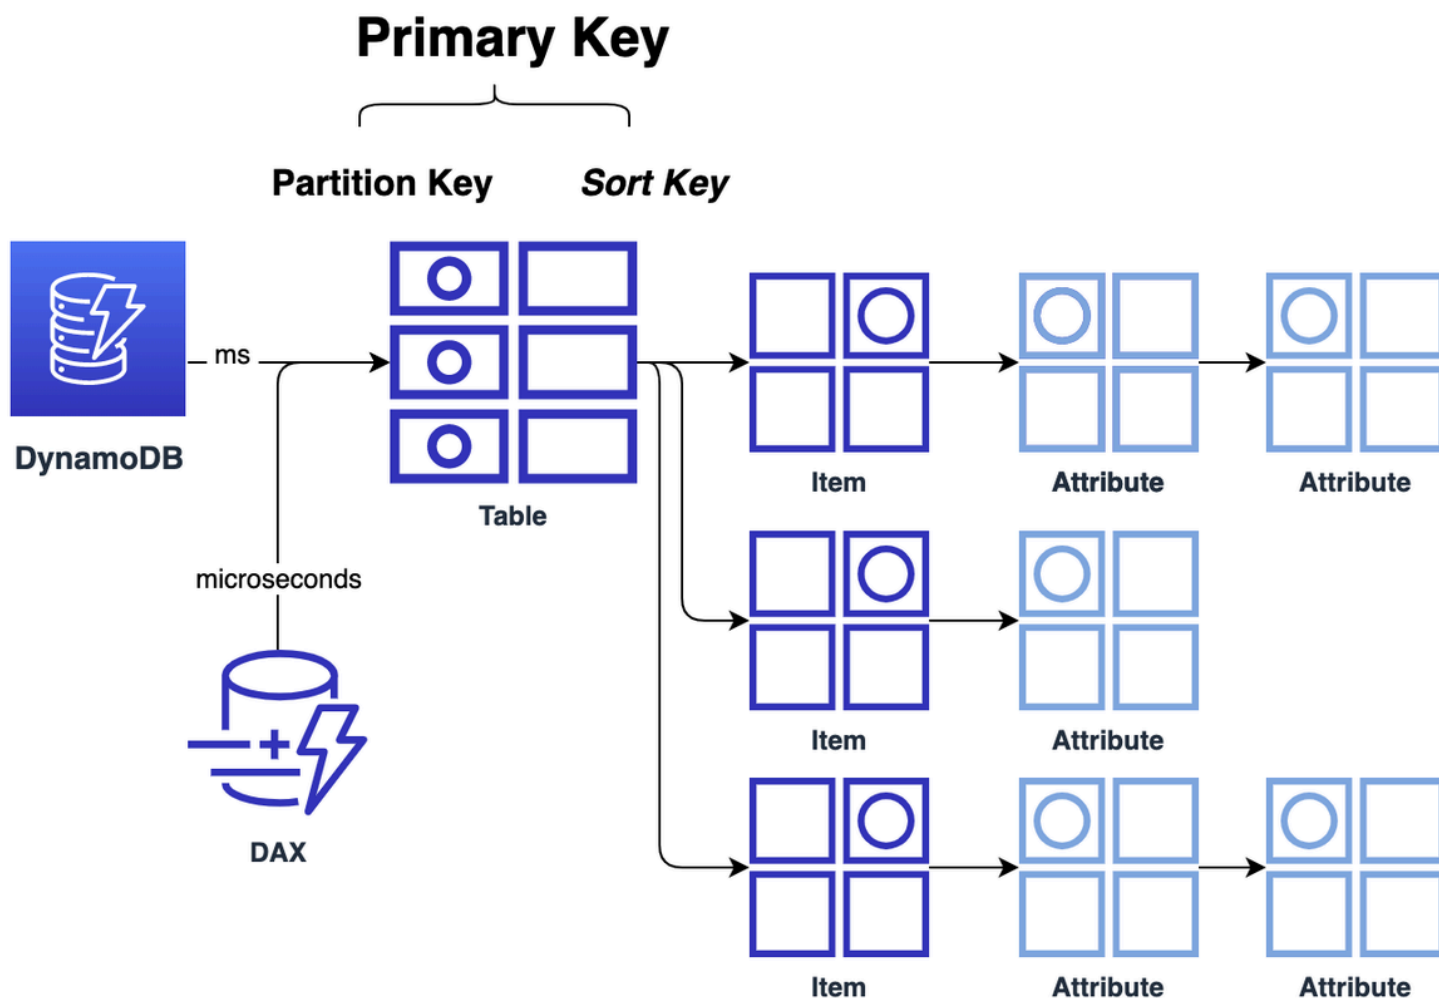 Primary Key
Partition Key
Sort Key
ms
DynamoDB
Table
Item
Attribute
Attribute
microseconds
Item
Attribute
DAX
Item
Attribute
Attribute